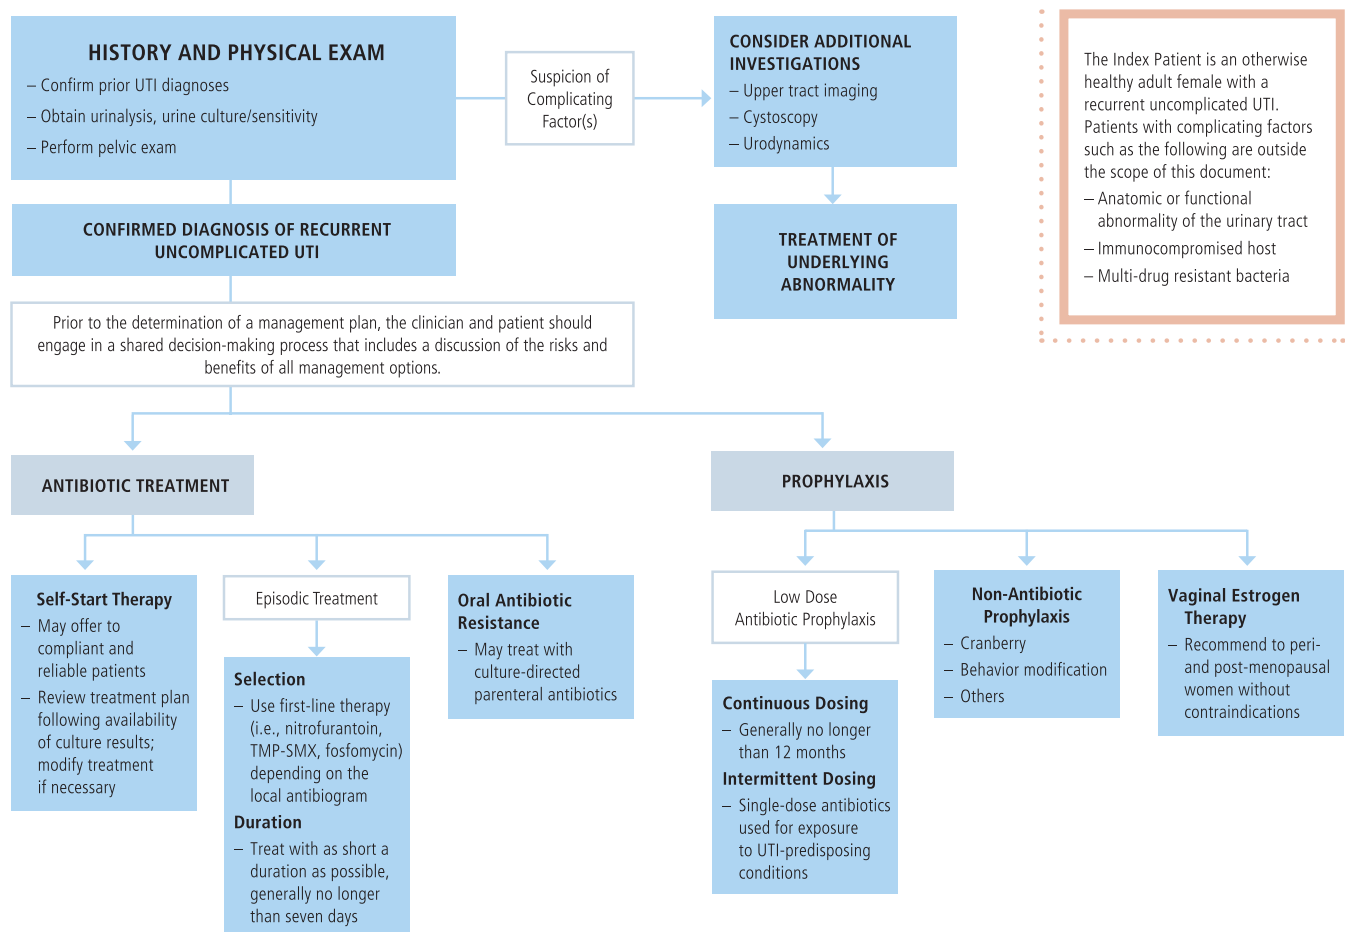 HISTORY AND PHYSICAL EXAM
– Confirm prior UTI diagnoses
– Obtain urinalysis, urine culture/sensitivity
– Perform pelvic exam
Suspicion of
Complicating
Factor(s)
CONSIDER ADDITIONAL
INVESTIGATIONS
– Upper tract imaging
– Cystoscopy
– Urodynamics
The Index Patient is an otherwise
healthy adult female with a
recurrent uncomplicated UTI.
Patients with complicating factors
such as the following are outside
the scope of this document:
– Anatomic or functional
abnormality of the urinary tract
– Immunocompromised host
– Multi-drug resistant bacteria
CONFIRMED DIAGNOSIS OF RECURRENT
UNCOMPLICATED UTI
TREATMENT OF
UNDERLYING
ABNORMALITY
Prior to the determination of a management plan, the clinician and patient should
engage in a shared decision-making process that includes a discussion of the risks and
benefits of all management options.
ANTIBIOTIC TREATMENT
PROPHYLAXIS
Self-Start Therapy
– May offer to
compliant and
reliable patients
– Review treatment plan
following availability
of culture results;
modify treatment
if necessary
Episodic Treatment
Selection
– Use first-line therapy
(i.e., nitrofurantoin,
TMP-SMX, fosfomycin)
depending on the
local antibiogram
Duration
– Treat with as short a
duration as possible,
generally no longer
than seven days
Oral Antibiotic
Resistance
– May treat with
culture-directed
parenteral antibiotics
Low Dose
Antibiotic Prophylaxis
Continuous Dosing
– Generally no longer
than 12 months
Intermittent Dosing
– Single-dose antibiotics
used for exposure
to UTI-predisposing
conditions
Non-Antibiotic
Prophylaxis
– Cranberry
– Behavior modification
– Others
Vaginal Estrogen
Therapy
– Recommend to peri-
and post-menopausal
women without
contraindications